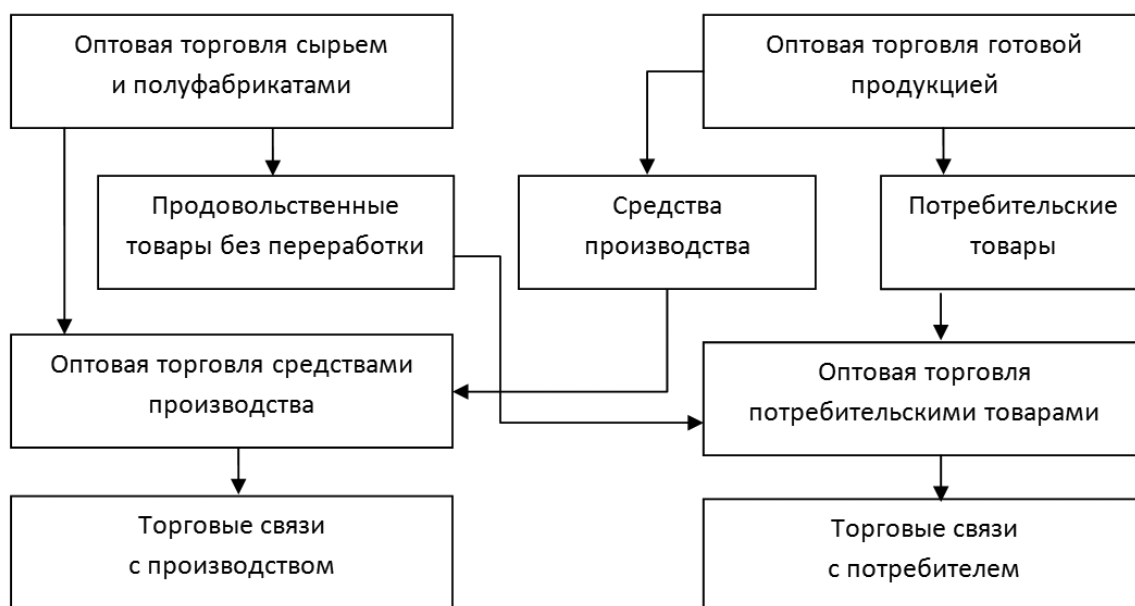 Оптовая торговля сырьем
и полуфабрикатами
Оптовая торговля готовой
продукцией
Продовольственные
товары без переработки
Средства
производства
Потребительские
товары
Оптовая торговля средствами
производства
Оптовая торговля
потребительскими товарами
Торговые связи
с производством
Торговые связи
с потребителем